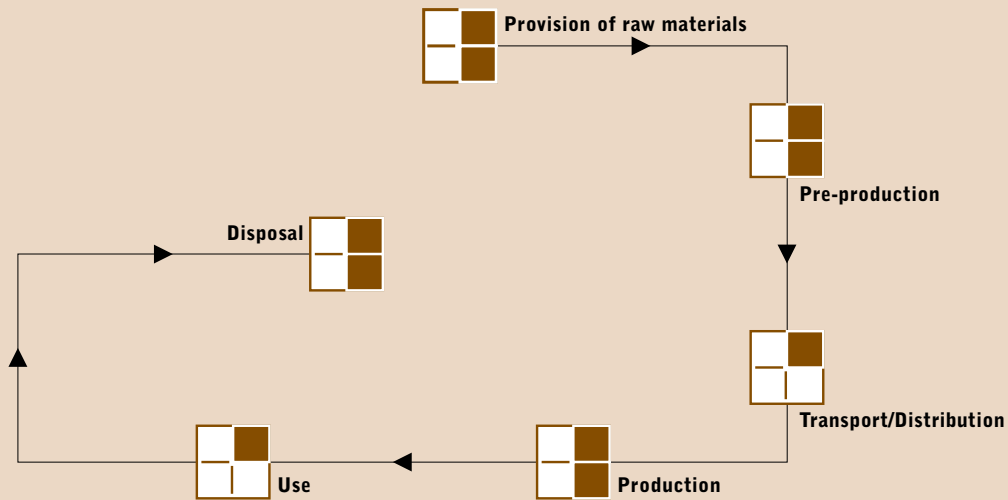 Provision of raw materials
Pre-production
Disposal
Transport/Distribution
Use
Production